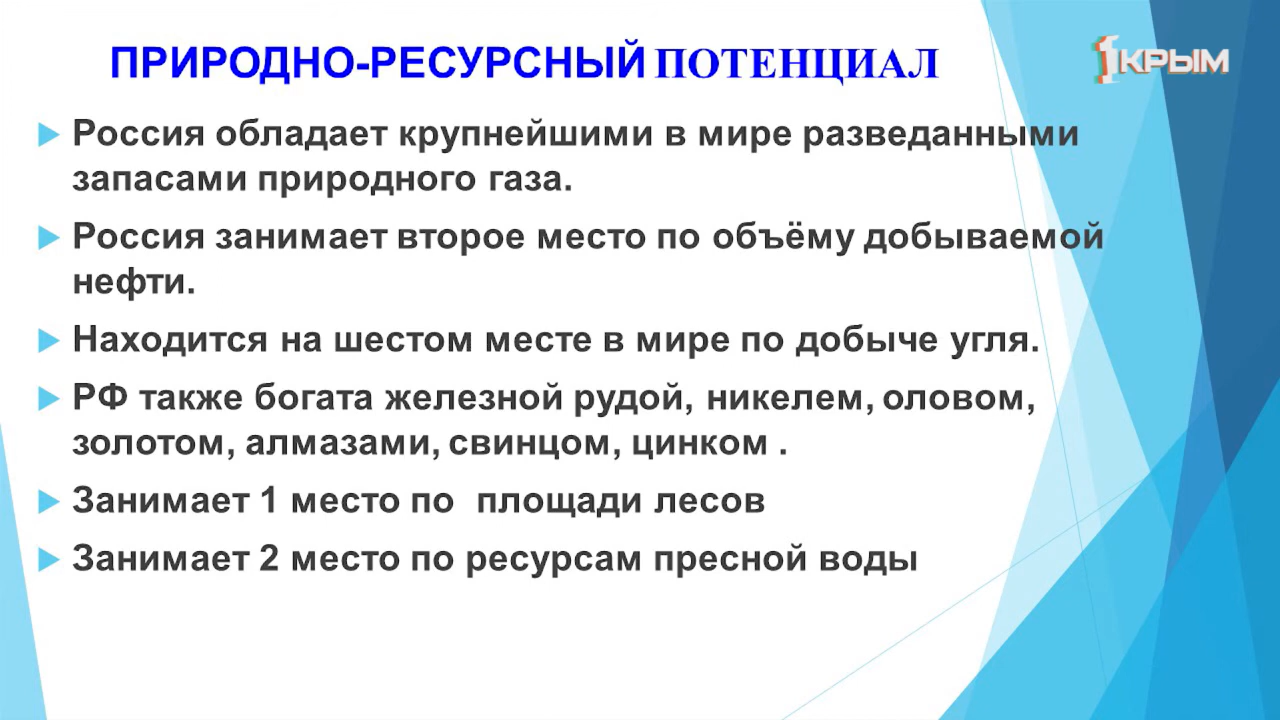 ПРИРОДНО-РЕСУРСНЫЙ ПОТЕНЦИАЛ
1КРЫМ
Россия обладает крупнейшими в мире разведанными
запасами природного газа.
Россия занимает второе место по объёму добываемой
нефти.
Находится на шестом месте в мире по добыче угля.
РФ также богата железной рудой, никелем, оловом,
золотом, алмазами, свинцом, цинком .
Занимает 1 место по  площади лесов
Занимает 2 место по ресурсам пресной воды